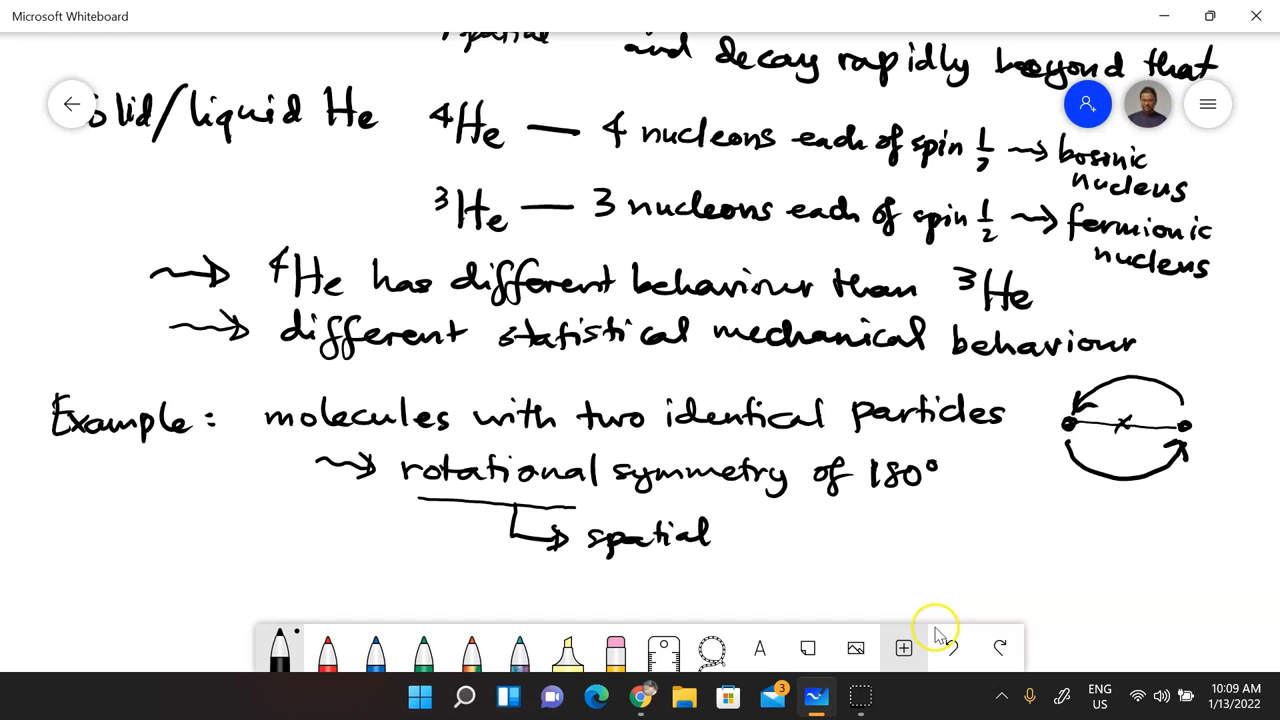 Microsoft Whiteboard
spatial and decay rapidly beyond that
solid/liquid He ⁴He — 4 nucleons each of spin 1/2 ⇝ bosonic nucleus
³He — 3 nucleons each of spin 1/2 ⇝ fermionic nucleus
⇝ ⁴He has different behaviour than ³He
⇝ different statistical mechanical behaviour
Example: molecules with two identical particles
⇝ rotational symmetry of 180°
↳ spatial
A
3
ENG
US
10:09 AM
1/13/2022